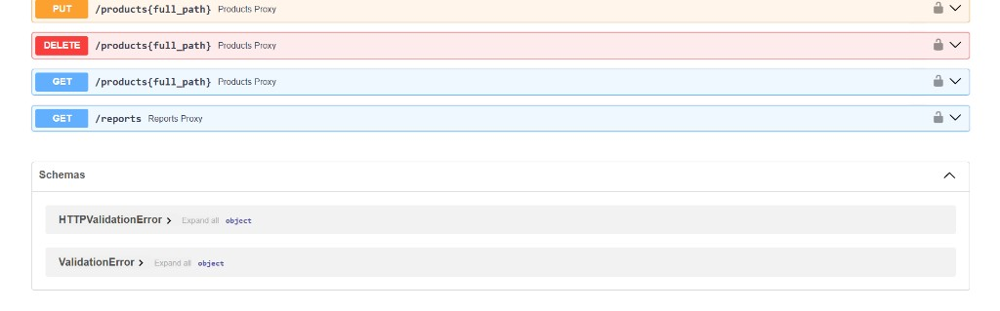 PUT /products{full_path} Products Proxy
DELETE /products{full_path} Products Proxy
GET /products{full_path} Products Proxy
GET /reports Reports Proxy
Schemas
HTTPValidationError Expand all object
ValidationError Expand all object